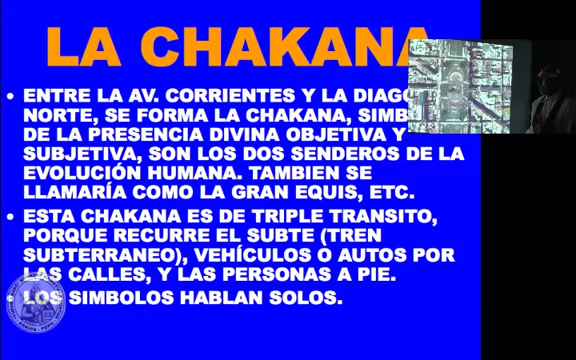 LA CHAKANA
• ENTRE LA AV. CORRIENTES Y LA
NORTE, SE FORMA LA CHAKANA,
DE LA PRESENCIA DIVINA OBJETIVA Y
SUBJETIVA, SON LOS DOS SENDEROS DE LA
EVOLUCIÓN HUMANA. TAMBIEN SE
LLAMARÍA COMO LA GRAN EQUIS, ETC.
• ESTA CHAKANA ES DE TRIPLE TRANSITO,
PORQUE RECURRE EL SUBTE (TREN
SUBTERRANEO), VEHÍCULOS O AUTOS POR
LAS CALLES, Y LAS PERSONAS A PIE.
• LOS SIMBOLOS HABLAN SOLOS.